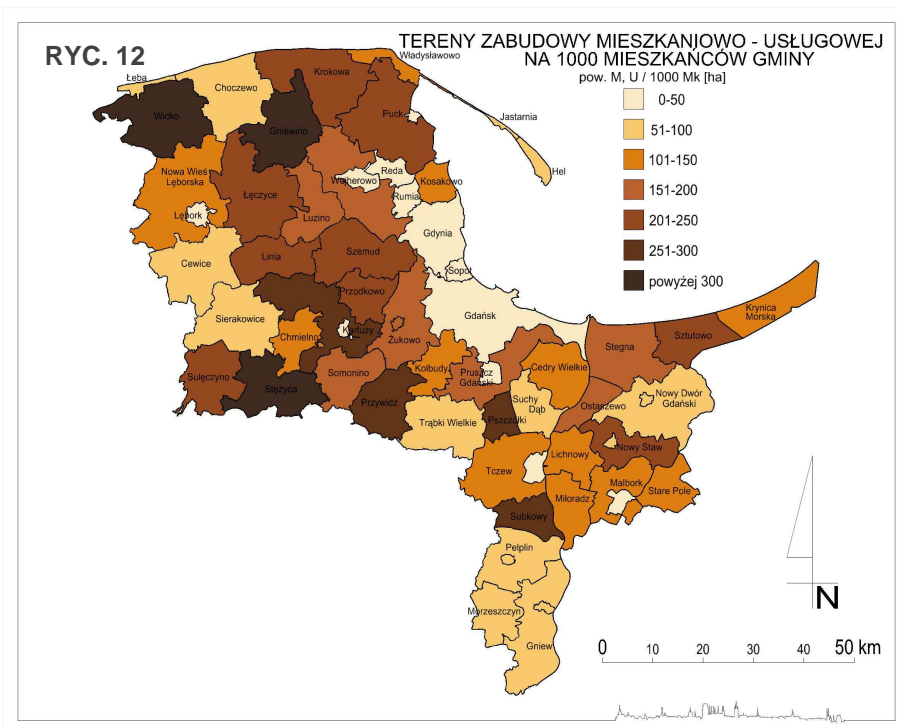 RYC. 12
TERENY ZABUDOWY MIESZKANIOWO - USŁUGOWEJ
NA 1000 MIESZKAŃCÓW GMINY
pow. M, U / 1000 Mk [ha]
0-50
51-100
101-150
151-200
201-250
251-300
powyżej 300
Władysławowo
Krokowa
Łeba
Choczewo
Wicko
Gniewino
Puck
Jastarnia
Hel
Nowa Wieś
Lęborska
Wejherowo
Reda
Rumia
Kosakowo
Łęczyce
Luzino
Lębork
Gdynia
Cewice
Linia
Szemud
Sopot
Przodkowo
Sierakowice
Chmielno
Kartuzy
Żukowo
Gdańsk
Krynica
Morska
Stegna
Sztutowo
Sulęczyno
Stężyca
Somonino
Kolbudy
Pruszcz
Gdański
Cedry Wielkie
Przywidz
Suchy
Dąb
Ostaszewo
Nowy Dwór
Gdański
Trąbki Wielkie
Pszczółki
Nowy Staw
Lichnowy
Tczew
Malbork
Stare Pole
Miłoradz
Subkowy
Pelplin
Morzeszczyn
Gniew
N
0 10 20 30 40 50 km